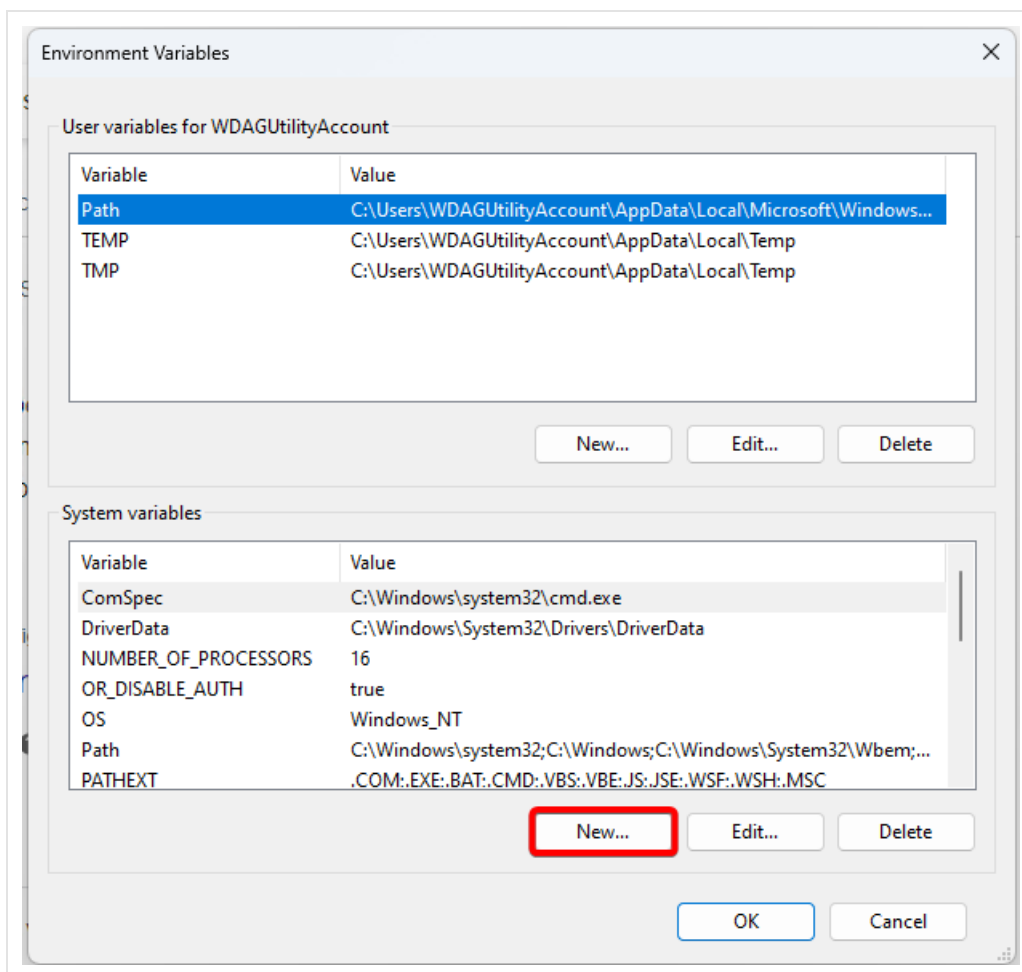 Environment Variables
User variables for WDAGUtilityAccount
Variable Value
Path C:\Users\WDAGUtilityAccount\AppData\Local\Microsoft\Windows...
TEMP C:\Users\WDAGUtilityAccount\AppData\Local\Temp
TMP C:\Users\WDAGUtilityAccount\AppData\Local\Temp
New... Edit... Delete
System variables
Variable Value
ComSpec C:\Windows\system32\cmd.exe
DriverData C:\Windows\System32\Drivers\DriverData
NUMBER_OF_PROCESSORS 16
OR_DISABLE_AUTH true
OS Windows_NT
Path C:\Windows\system32;C:\Windows;C:\Windows\System32\Wbem;...
PATHEXT .COM;.EXE;.BAT;.CMD;.VBS;.VBE;.JS;.JSE;.WSF;.WSH;.MSC
New... Edit... Delete
OK Cancel